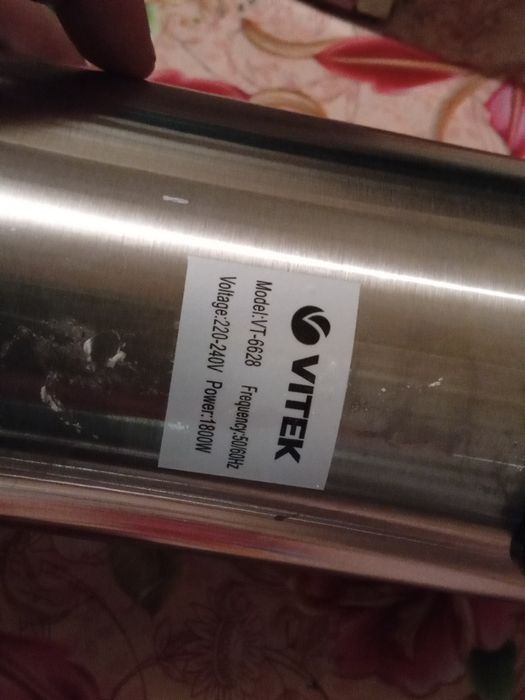 VITEK
Model:VT-6628 Frequency:50/60Hz
Voltage:220-240V Power:1800W